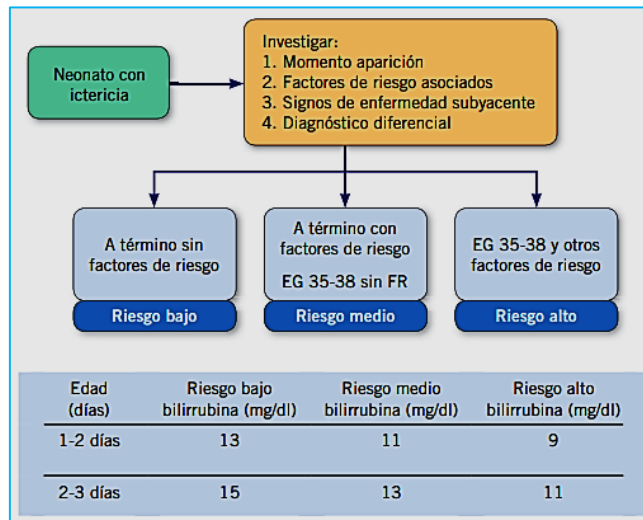 Neonato con
ictericia
Investigar:
1. Momento aparición
2. Factores de riesgo asociados
3. Signos de enfermedad subyacente
4. Diagnóstico diferencial
A término sin
factores de riesgo
Riesgo bajo
A término con
factores de riesgo
EG 35-38 sin FR
Riesgo medio
EG 35-38 y otros
factores de riesgo
Riesgo alto
Edad (días) Riesgo bajo bilirrubina (mg/dl) Riesgo medio bilirrubina (mg/dl) Riesgo alto bilirrubina (mg/dl)
1-2 días 13 11 9
2-3 días 15 13 11